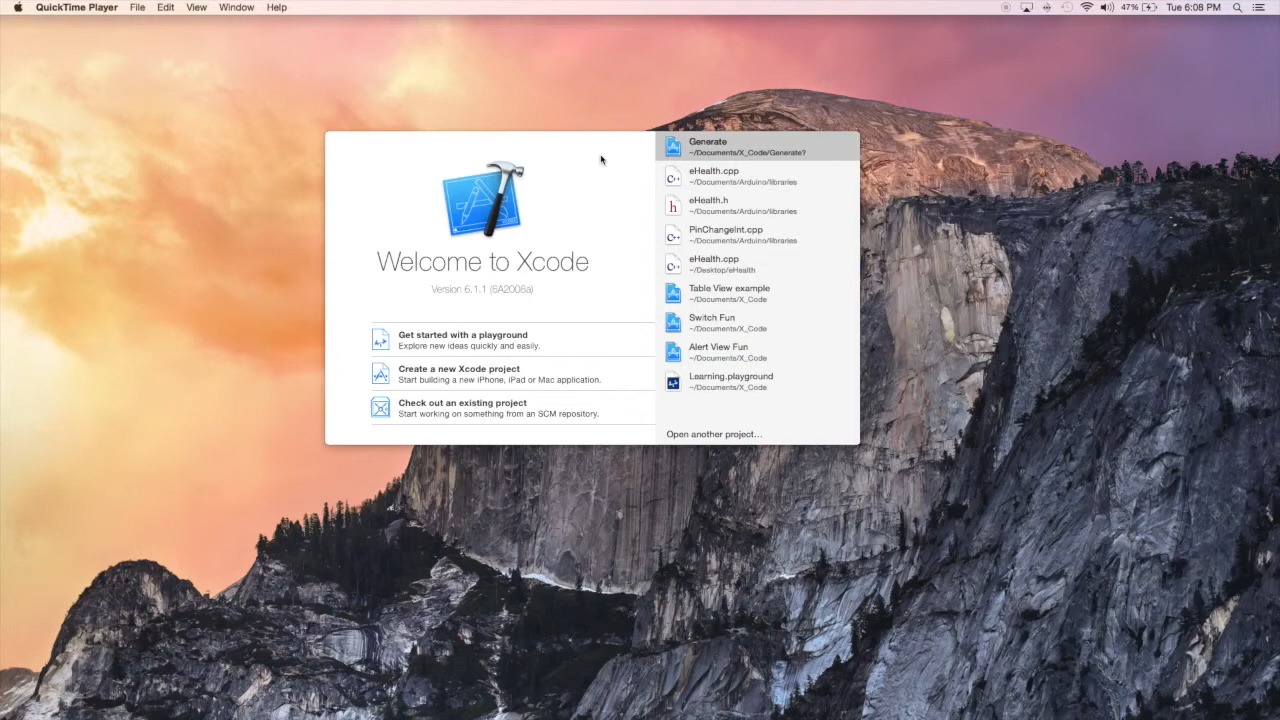 QuickTime Player File Edit View Window Help 47% Tue 6:08 PM
Welcome to Xcode
Version 6.1.1 (6A2008a)
Get started with a playground
Explore new ideas quickly and easily.
Create a new Xcode project
Start building a new iPhone, iPad or Mac application.
Check out an existing project
Start working on something from an SCM repository.
Generate
~/Documents/X_Code/Generate?
C++
eHealth.cpp
~/Documents/Arduino/libraries
h
eHealth.h
~/Documents/Arduino/libraries
C++
PinChangeInt.cpp
~/Documents/Arduino/libraries
C++
eHealth.cpp
~/Desktop/eHealth
Table View example
~/Documents/X_Code
Switch Fun
~/Documents/X_Code
Alert View Fun
~/Documents/X_Code
Learning.playground
~/Documents/X_Code
Open another project...